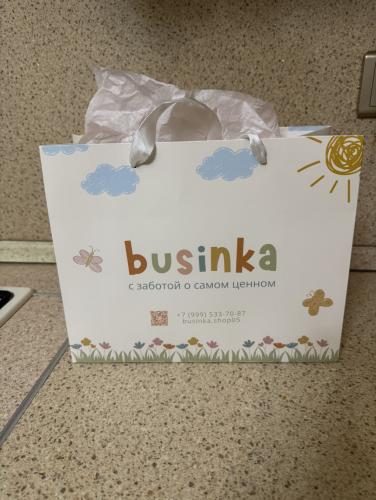 businka
с заботой о самом ценном
+7 (999) 533-70-87
businka.shop05